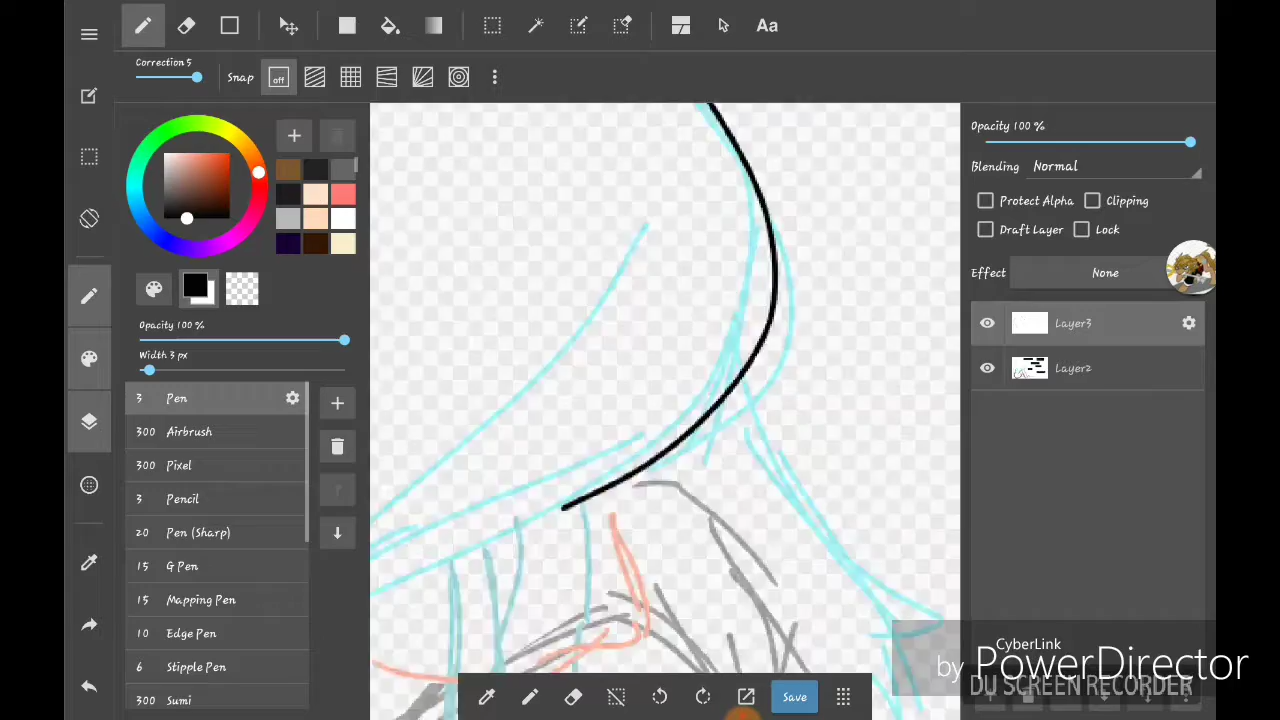 Aa
Correction 5
Snap
off
Opacity 100 %
Width 3 px
3 Pen
300 Airbrush
300 Pixel
3 Pencil
20 Pen (Sharp)
15 G Pen
15 Mapping Pen
10 Edge Pen
6 Stipple Pen
300 Sumi
Opacity 100 %
Blending Normal
Protect Alpha Clipping
Draft Layer Lock
Effect None
Layer3
Layer2
Save
CyberLink
by PowerDirector
DU SCREEN RECORDER